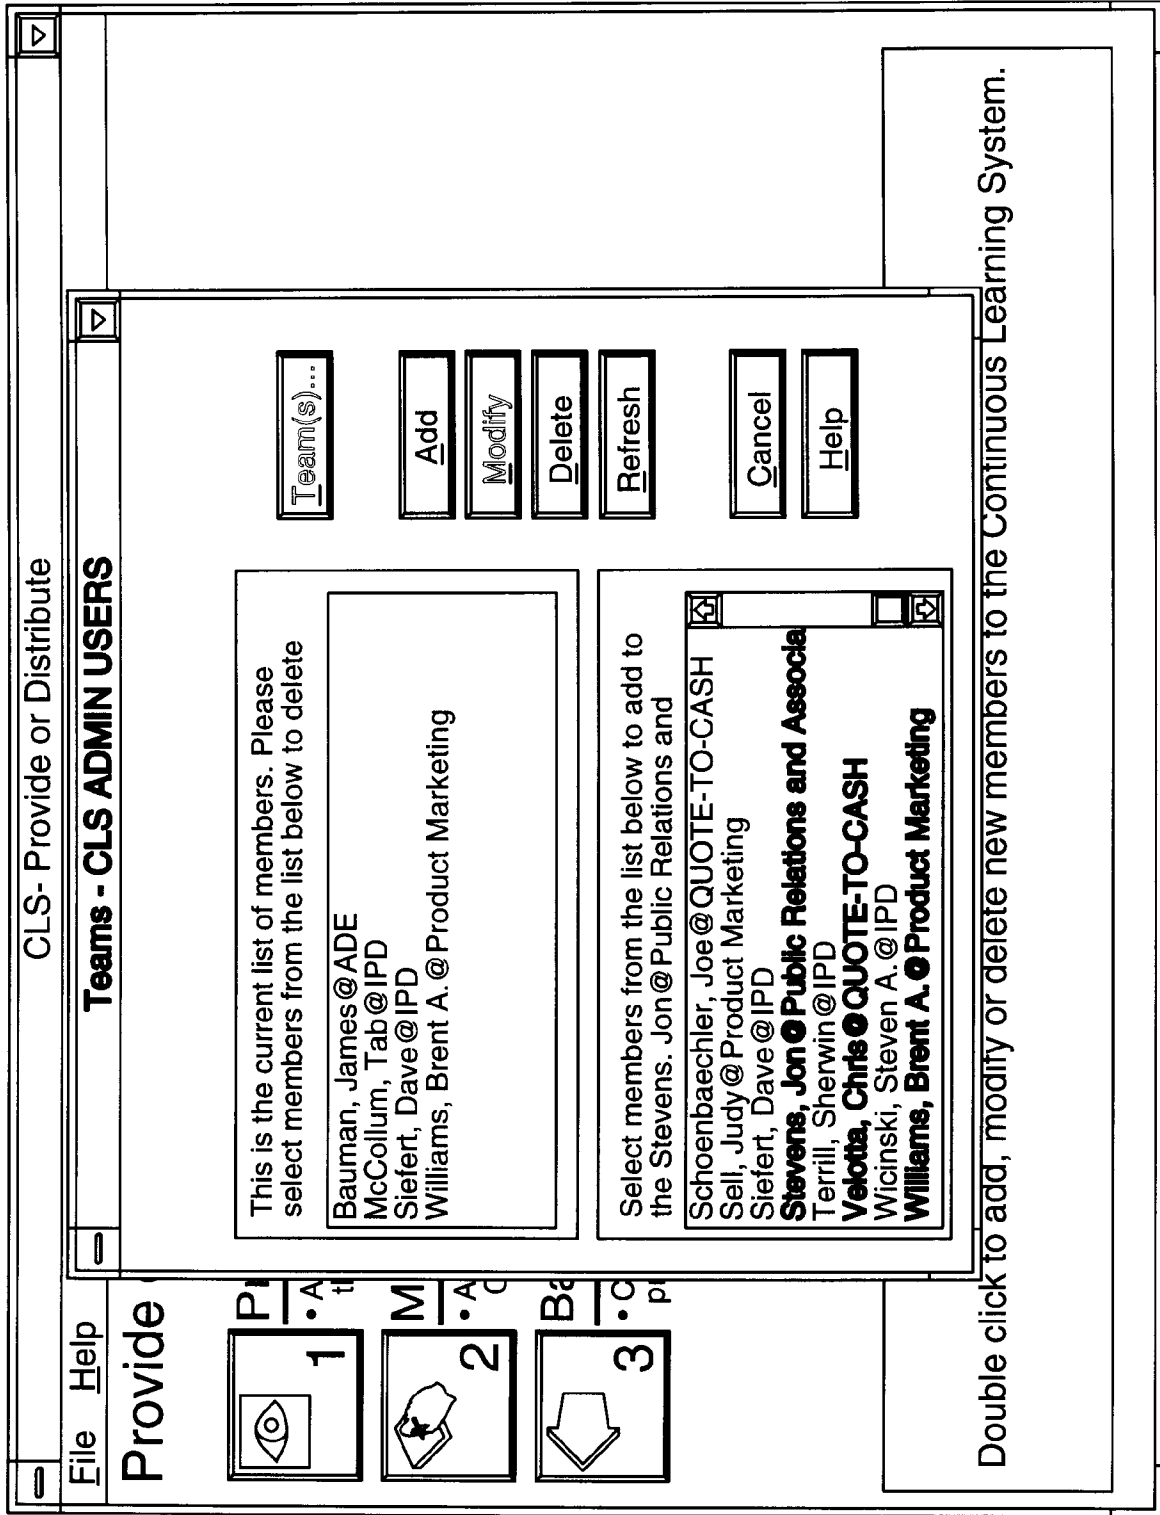 CLS- Provide or Distribute
File Help
Provide
1
2
3
Teams - CLS ADMIN USERS
This is the current list of members. Please
select members from the list below to delete
Bauman, James@ADE
McCollum, Tab@IPD
Siefert, Dave@IPD
Williams, Brent A.@Product Marketing
Select members from the list below to add to
the Stevens. Jon@Public Relations and
Schoenbaechler, Joe@QUOTE-TO-CASH
Sell, Judy@Product Marketing
Siefert, Dave@IPD
Stevens, Jon@Public Relations and Associa
Terrill, Sherwin@IPD
Velotta, Chris@QUOTE-TO-CASH
Wicinski, Steven A.@IPD
Williams, Brent A.@Product Marketing
Team(s)...
Add
Modify
Delete
Refresh
Cancel
Help
Double click to add, modify or delete new members to the Continuous Learning System.